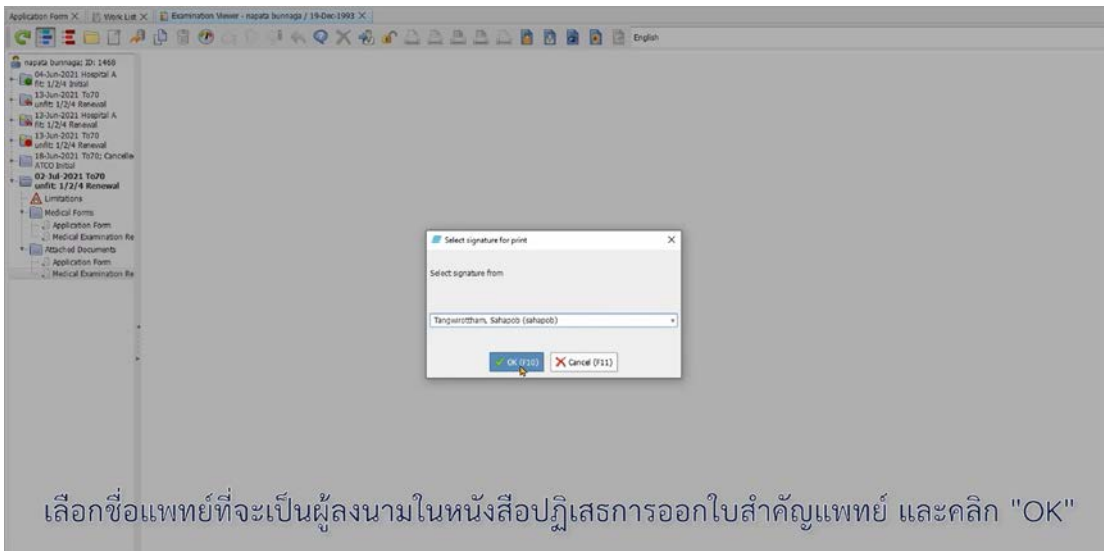 Application Form
Work List
Examination Viewer - napata bunnaga / 19-Dec-1993
English
napata bunnaga; ID: 1468
04-Jun-2021 Hospital A
fit: 1/2/4 Initial
13-Jun-2021 To70
unfit: 1/2/4 Renewal
13-Jun-2021 Hospital A
fit: 1/2/4 Renewal
13-Jun-2021 To70
unfit: 1/2/4 Renewal
18-Jun-2021 To70; Cancelle
ATCO Initial
02-Jul-2021 To70
unfit: 1/2/4 Renewal
Limitations
Medical Forms
Application Form
Medical Examination Re
Attached Documents
Application Form
Medical Examination Re
Select signature for print
Select signature from
Tangwirottham, Sahapob (sahapob)
OK (F10)
Cancel (F11)
เลือกชื่อแพทย์ที่จะเป็นผู้ลงนามในหนังสือปฏิเสธการออกใบสำคัญแพทย์ และคลิก "OK"